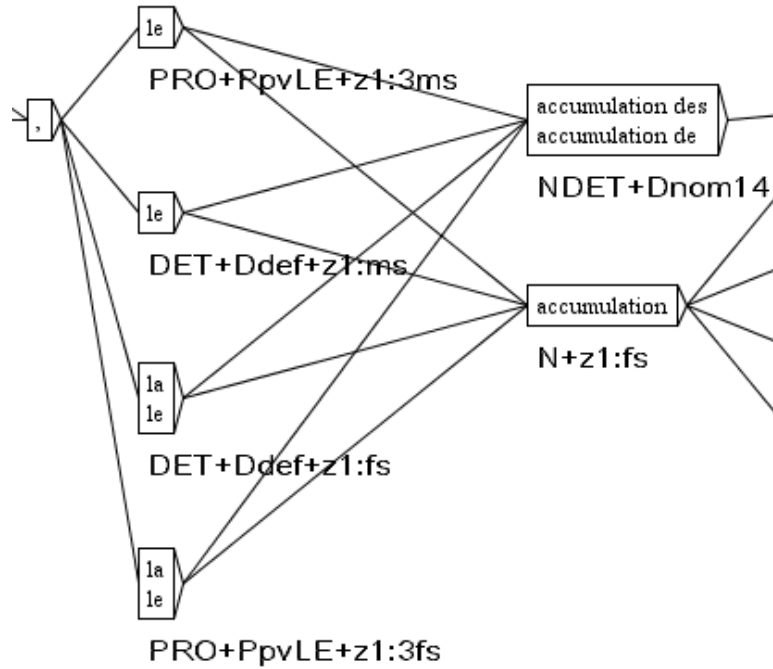 le
PRO+PpvLE+z1:3ms
,
accumulation des
accumulation de
NDET+Dnom14
le
DET+Ddef+z1:ms
accumulation
N+z1:fs
la
le
DET+Ddef+z1:fs
la
le
PRO+PpvLE+z1:3fs